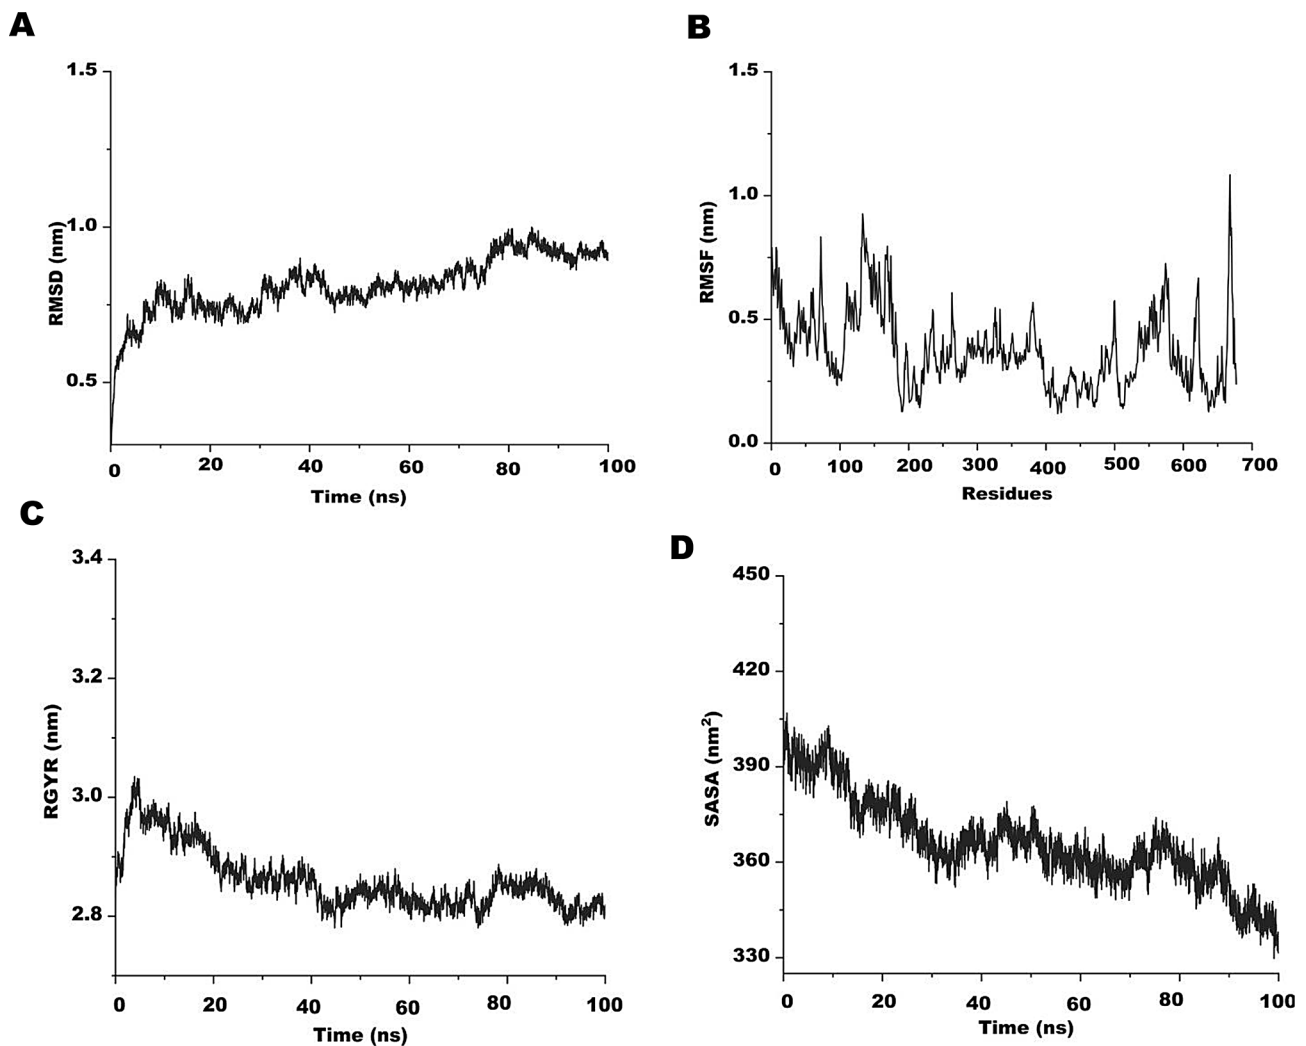 A
1.5
1.0
0.5
RMSD (nm)
0 20 40 60 80 100
Time (ns)
B
1.5
1.0
0.5
0.0
RMSF (nm)
0 100 200 300 400 500 600 700
Residues
C
3.4
3.2
3.0
2.8
RGYR (nm)
0 20 40 60 80 100
Time (ns)
D
450
420
390
360
330
SASA (nm²)
0 20 40 60 80 100
Time (ns)